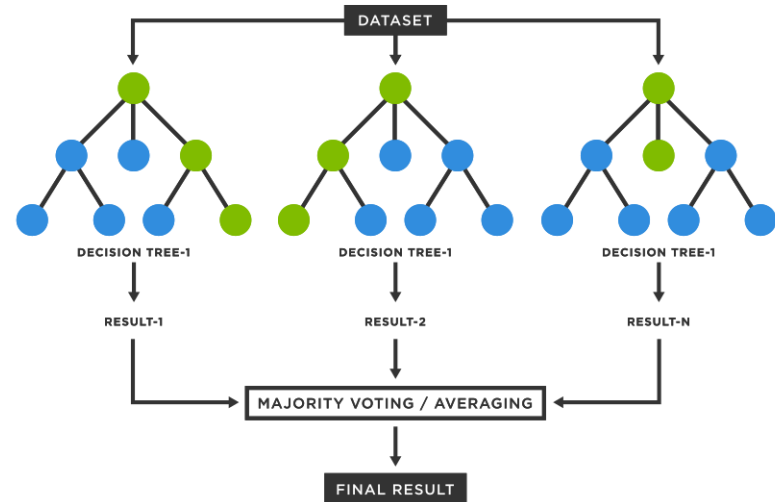 DATASET
DECISION TREE-1
DECISION TREE-1
DECISION TREE-1
RESULT-1
RESULT-2
RESULT-N
MAJORITY VOTING / AVERAGING
FINAL RESULT